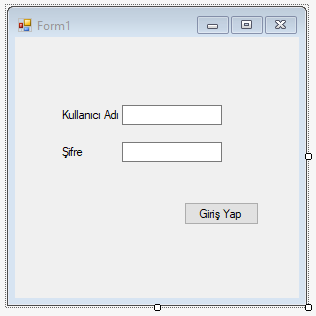 Form1
Kullanıcı Adı
Şifre
Giriş Yap